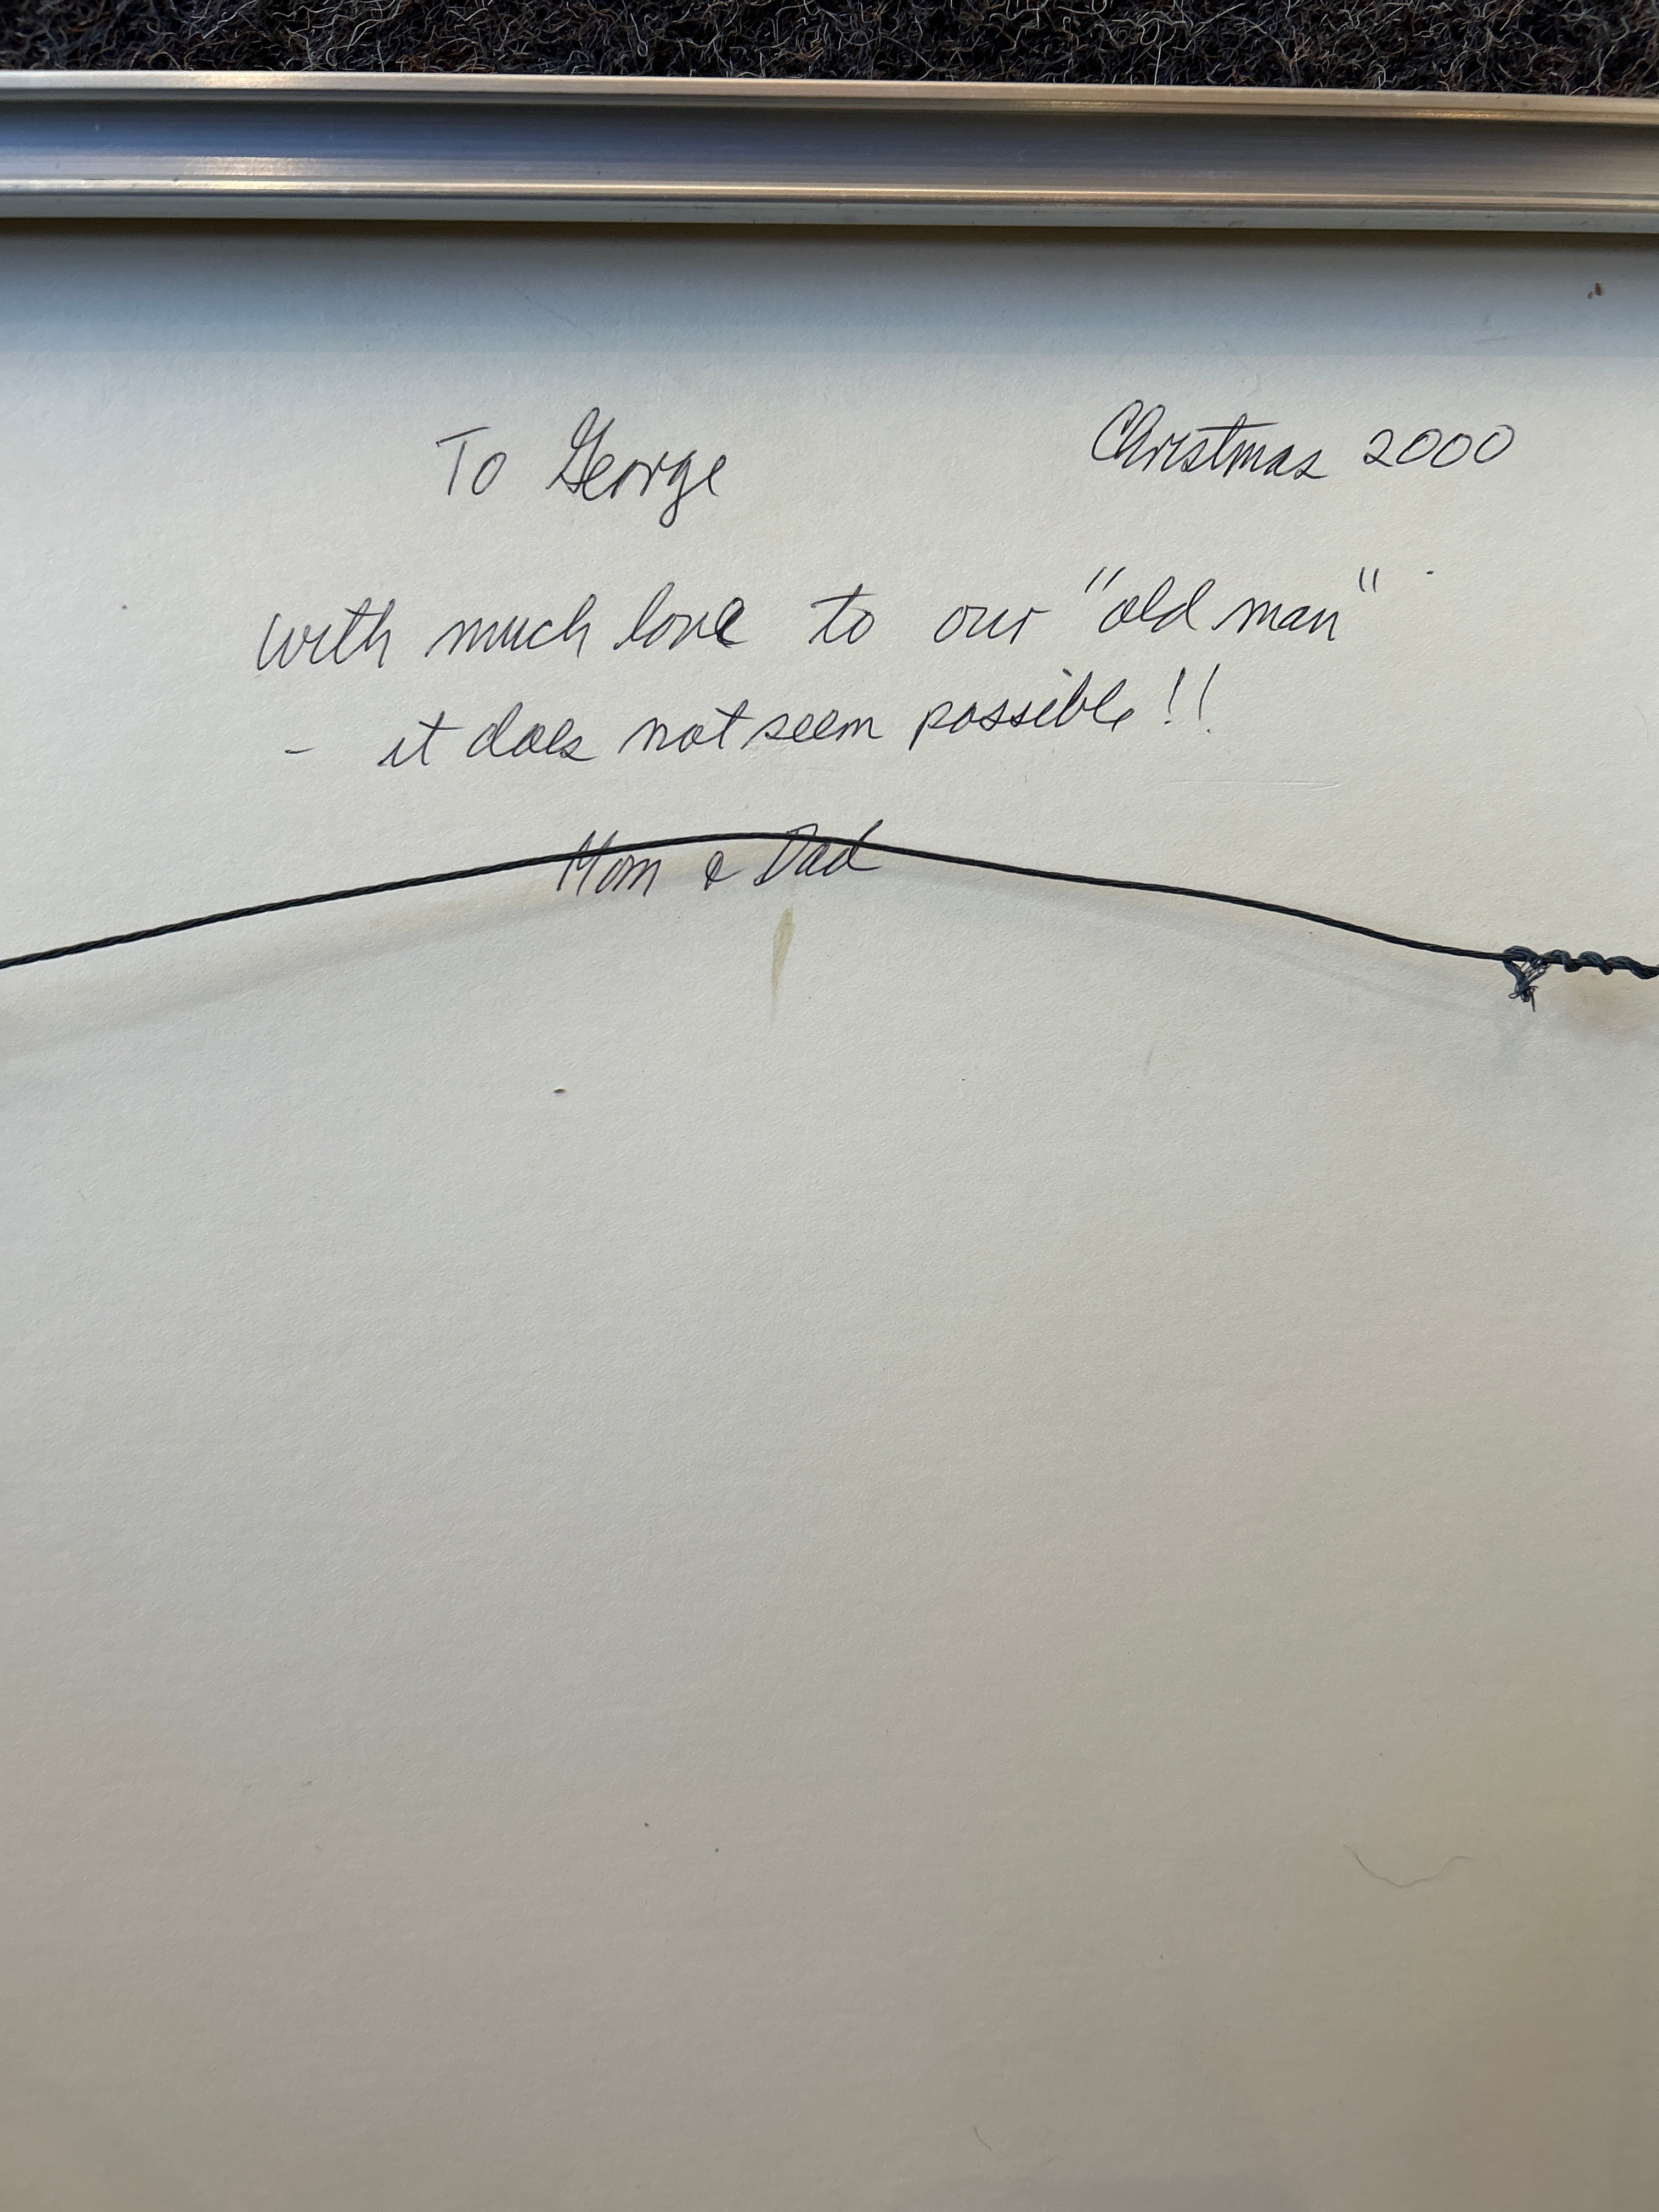 To George Christmas 2000
with much love to our "old man"
- it does not seem possible!!
Mom & Dad